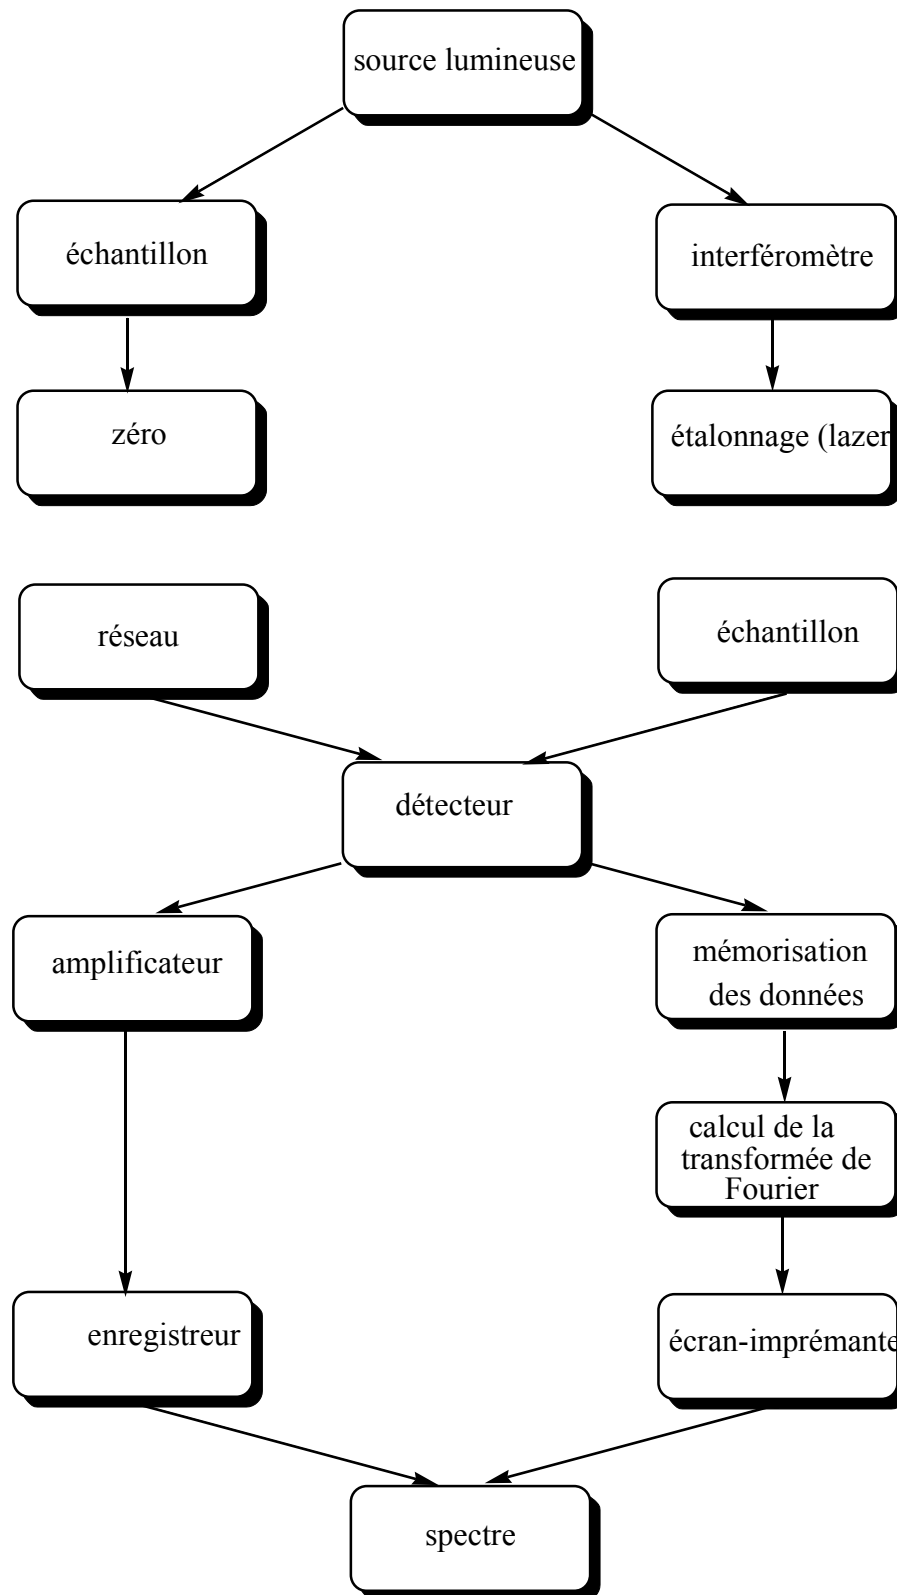 source lumineuse
échantillon
interféromètre
zéro
étalonnage (lazer
réseau
échantillon
détecteur
amplificateur
mémorisation
des données
calcul de la
transformée de
Fourier
enregistreur
écran-imprémante
spectre